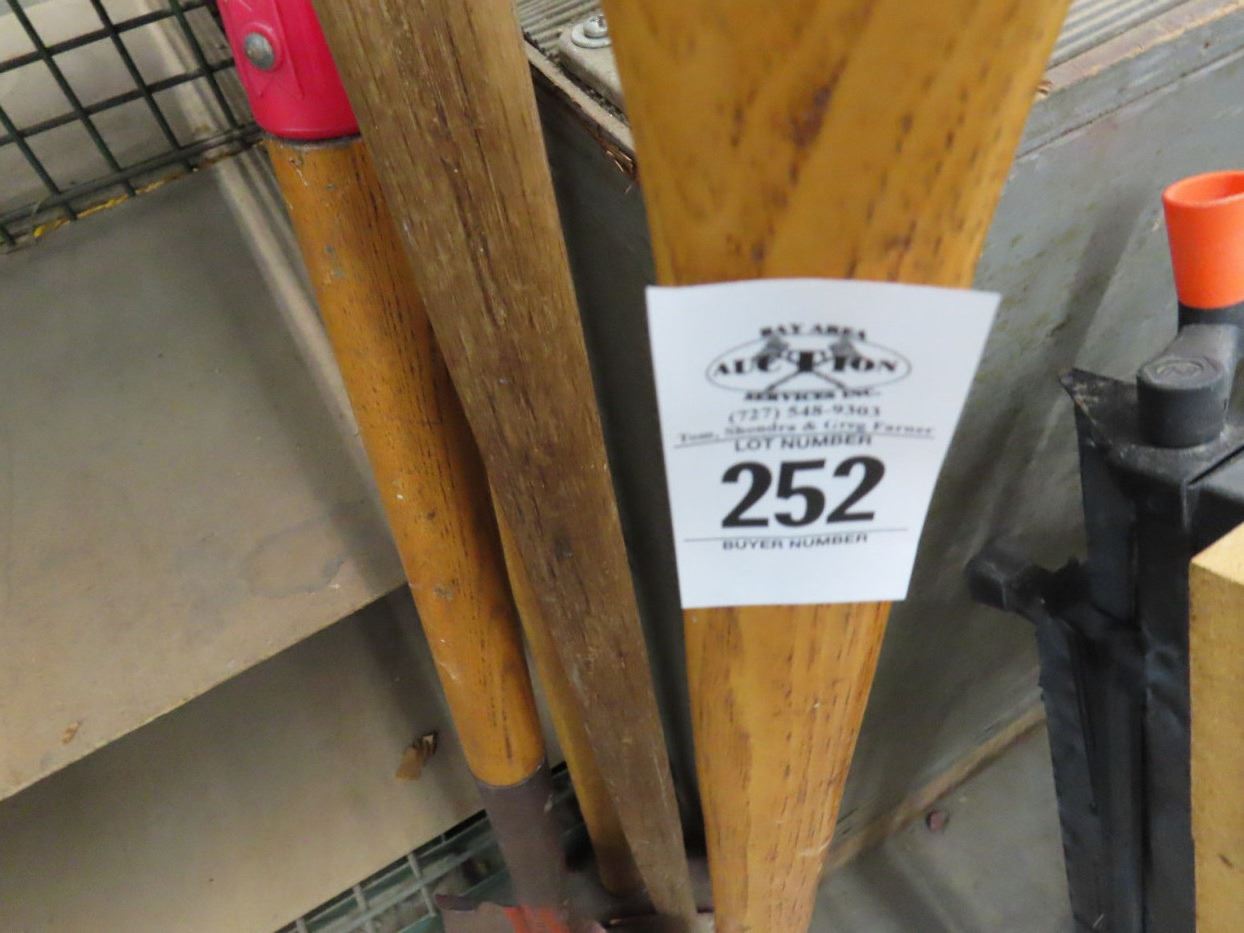 BAY AREA
AUCTION
SERVICES INC.
(727) 548-9303
Tom, Shondra & Greg Farner
LOT NUMBER
252
BUYER NUMBER